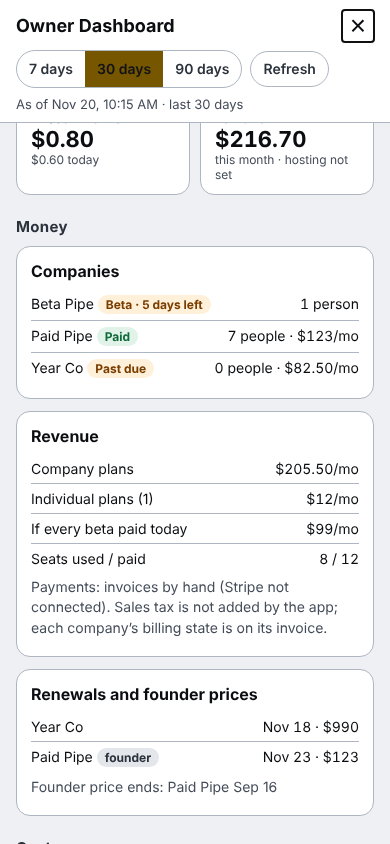 Owner Dashboard
7 days 30 days 90 days Refresh
As of Nov 20, 10:15 AM · last 30 days
$0.80 $216.70
$0.60 today this month · hosting not
set
Money
Companies
Beta Pipe Beta · 5 days left 1 person
Paid Pipe Paid 7 people · $123/mo
Year Co Past due 0 people · $82.50/mo
Revenue
Company plans $205.50/mo
Individual plans (1) $12/mo
If every beta paid today $99/mo
Seats used / paid 8 / 12
Payments: invoices by hand (Stripe not
connected). Sales tax is not added by the app;
each company’s billing state is on its invoice.
Renewals and founder prices
Year Co Nov 18 · $990
Paid Pipe founder Nov 23 · $123
Founder price ends: Paid Pipe Sep 16